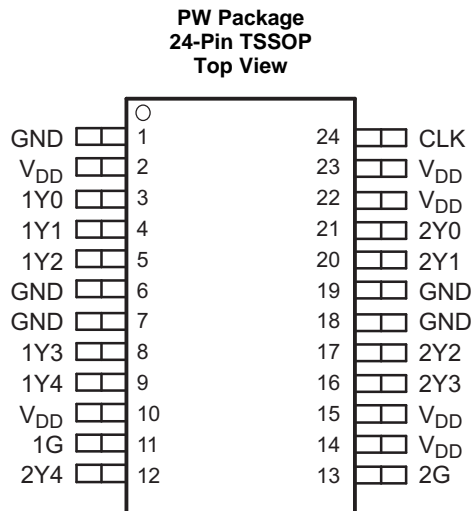 PW Package
24-Pin TSSOP
Top View
GND 1 24 CLK
VDD 2 23 VDD
1Y0 3 22 VDD
1Y1 4 21 2Y0
1Y2 5 20 2Y1
GND 6 19 GND
GND 7 18 GND
1Y3 8 17 2Y2
1Y4 9 16 2Y3
VDD 10 15 VDD
1G 11 14 VDD
2Y4 12 13 2G